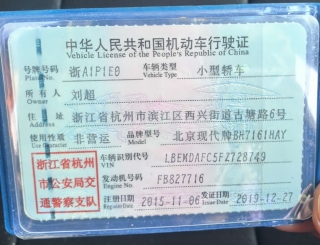 中华人民共和国机动车行驶证
Vehicle License of the People's Republic of China
号牌号码 浙A1P1E0 车辆类型 小型轿车
Plate No. Vehicle Type
所有人 刘超
Owner
住址 浙江省杭州市滨江区西兴街道古塘路6号
Address
使用性质 非营运 品牌型号 北京现代牌BH7161HAY
Use Character Model
浙江省杭州市公安局交通警察支队
车辆识别代号 LBEMDAFC5FZ728749
VIN
发动机号码 FB827716
Engine No.
注册日期 2015-11-06 发证日期 2019-12-27
Register Date Issue Date